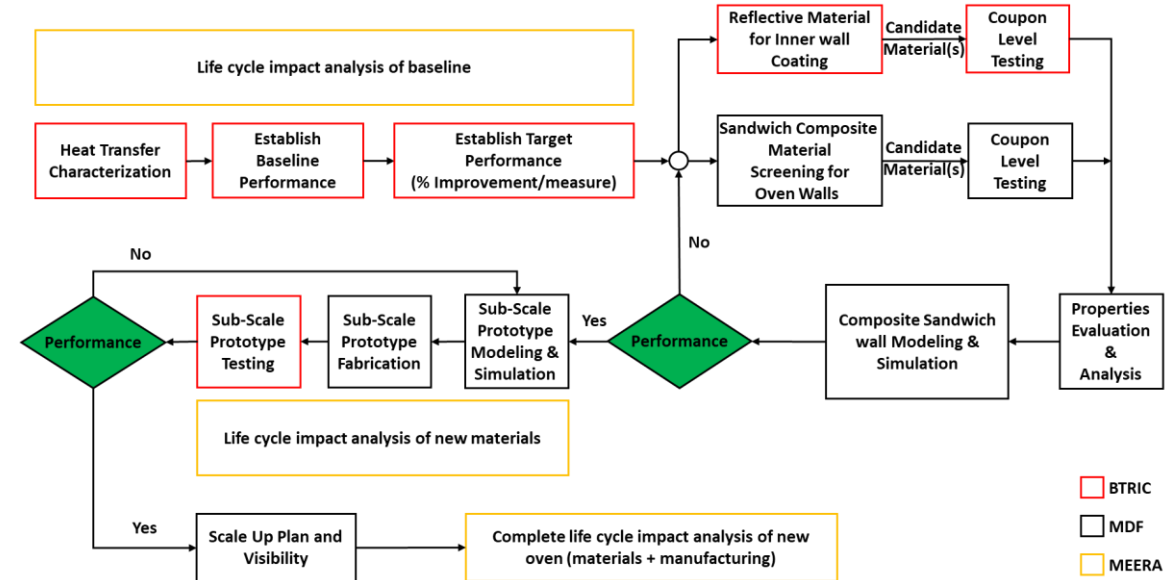 Life cycle impact analysis of baseline
Heat Transfer
Characterization
Establish
Baseline
Performance
Establish Target
Performance
(% Improvement/measure)
Reflective Material
for Inner wall
Coating
Candidate
Material(s)
Coupon
Level
Testing
Sandwich Composite
Material
Screening for
Oven Walls
Candidate
Material(s)
Coupon
Level
Testing
Properties
Evaluation
&
Analysis
Composite Sandwich
wall Modeling &
Simulation
Performance
No
Yes
Sub-Scale
Prototype
Modeling &
Simulation
Sub-Scale
Prototype
Fabrication
Sub-Scale
Prototype
Testing
Performance
No
Life cycle impact analysis of new materials
Yes
Scale Up Plan and
Visibility
Complete life cycle impact analysis of new
oven (materials + manufacturing)
BTRIC
MDF
MEERA